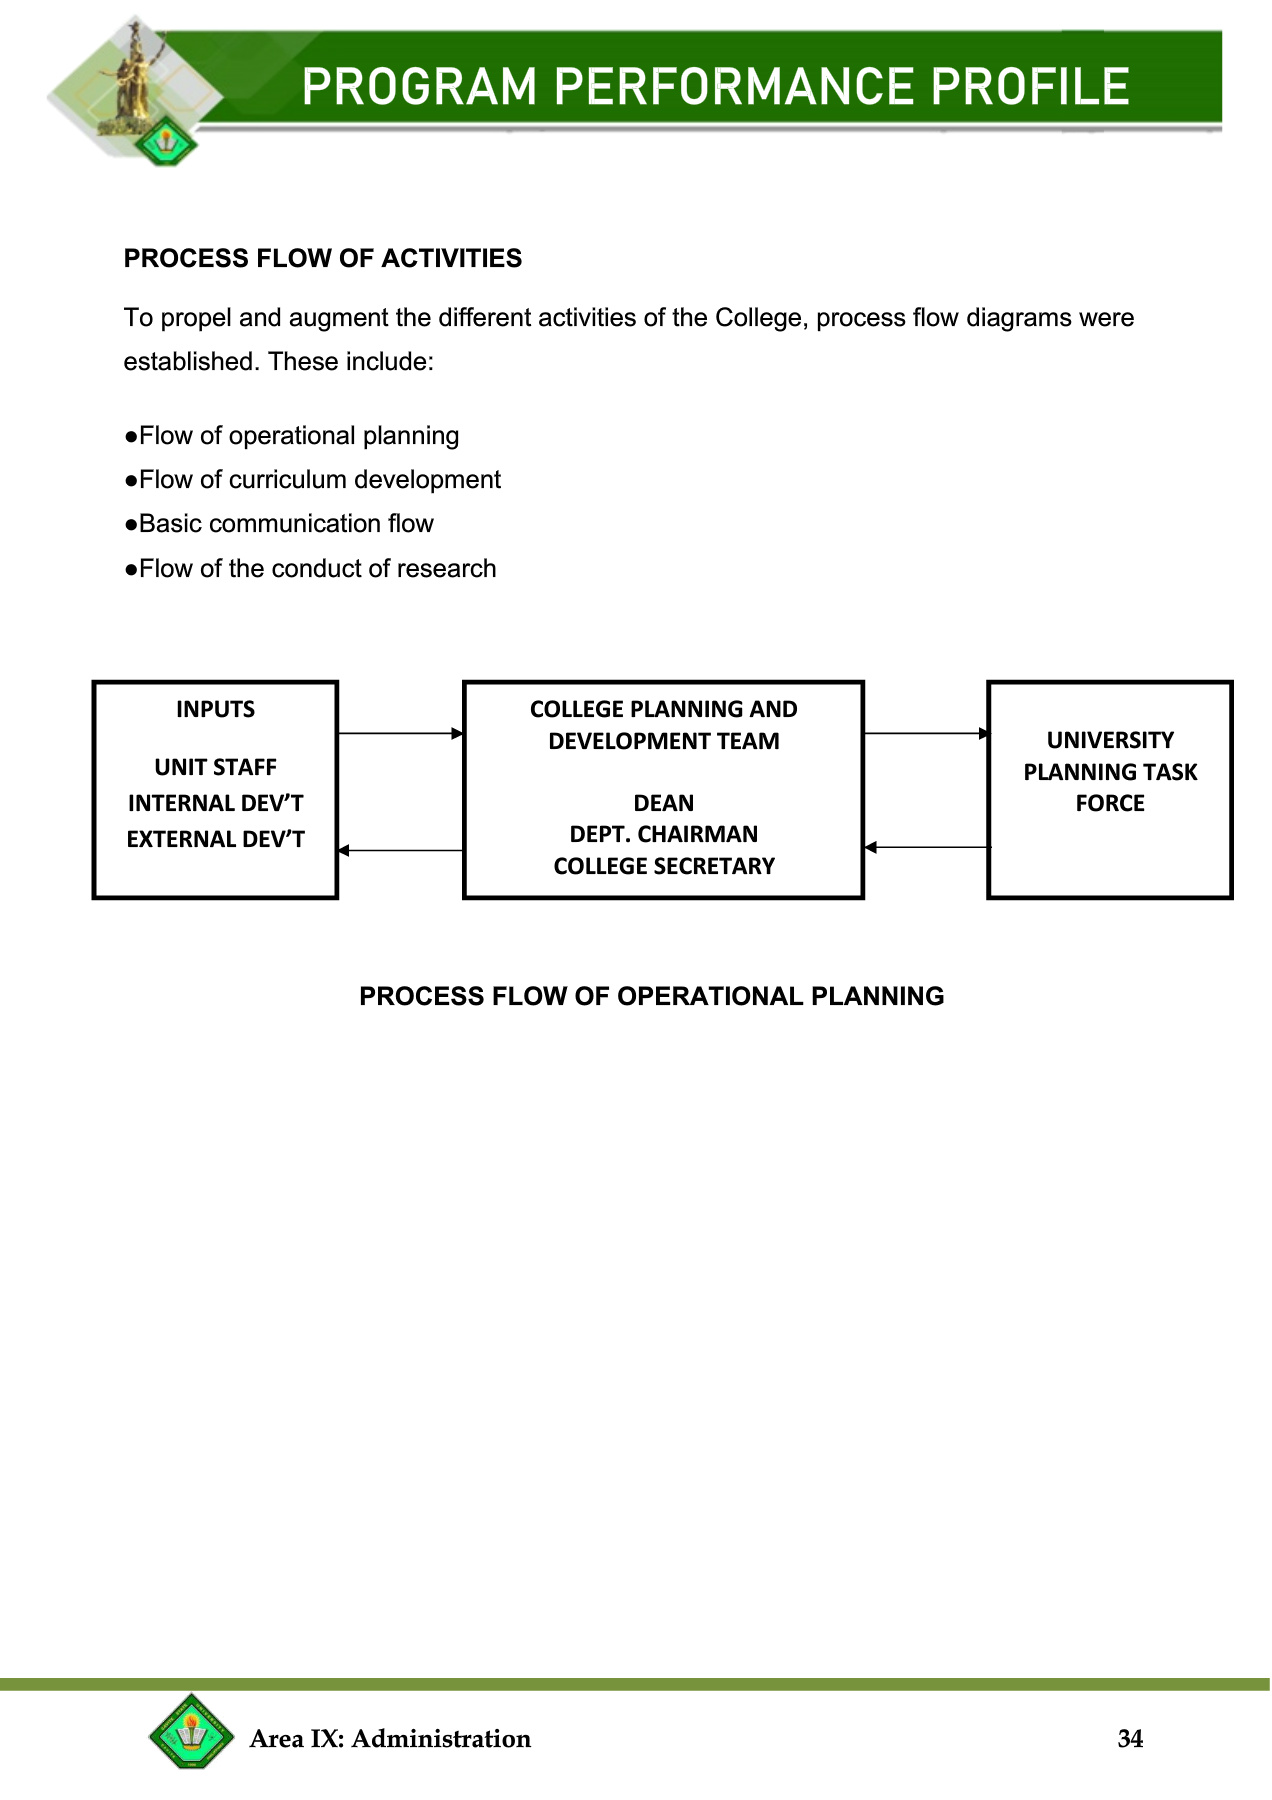 PROGRAM PERFORMANCE PROFILE
PROCESS FLOW OF ACTIVITIES
To propel and augment the different activities of the College, process flow diagrams were
established. These include:
●Flow of operational planning
●Flow of curriculum development
●Basic communication flow
●Flow of the conduct of research
INPUTS
UNIT STAFF
INTERNAL DEV’T
EXTERNAL DEV’T
COLLEGE PLANNING AND
DEVELOPMENT TEAM
DEAN
DEPT. CHAIRMAN
COLLEGE SECRETARY
UNIVERSITY
PLANNING TASK
FORCE
PROCESS FLOW OF OPERATIONAL PLANNING
Area IX: Administration
34